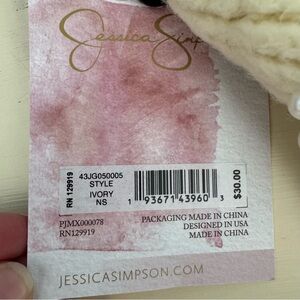 Jessica Simp
RN 129919
43JG050005
STYLE
IVORY
NS
1 93671 43960 3
$30.00
PJMX000078
RN129919
PACKAGING MADE IN CHINA
DESIGNED IN USA
MADE IN CHINA
JESSICASIMPSON.COM